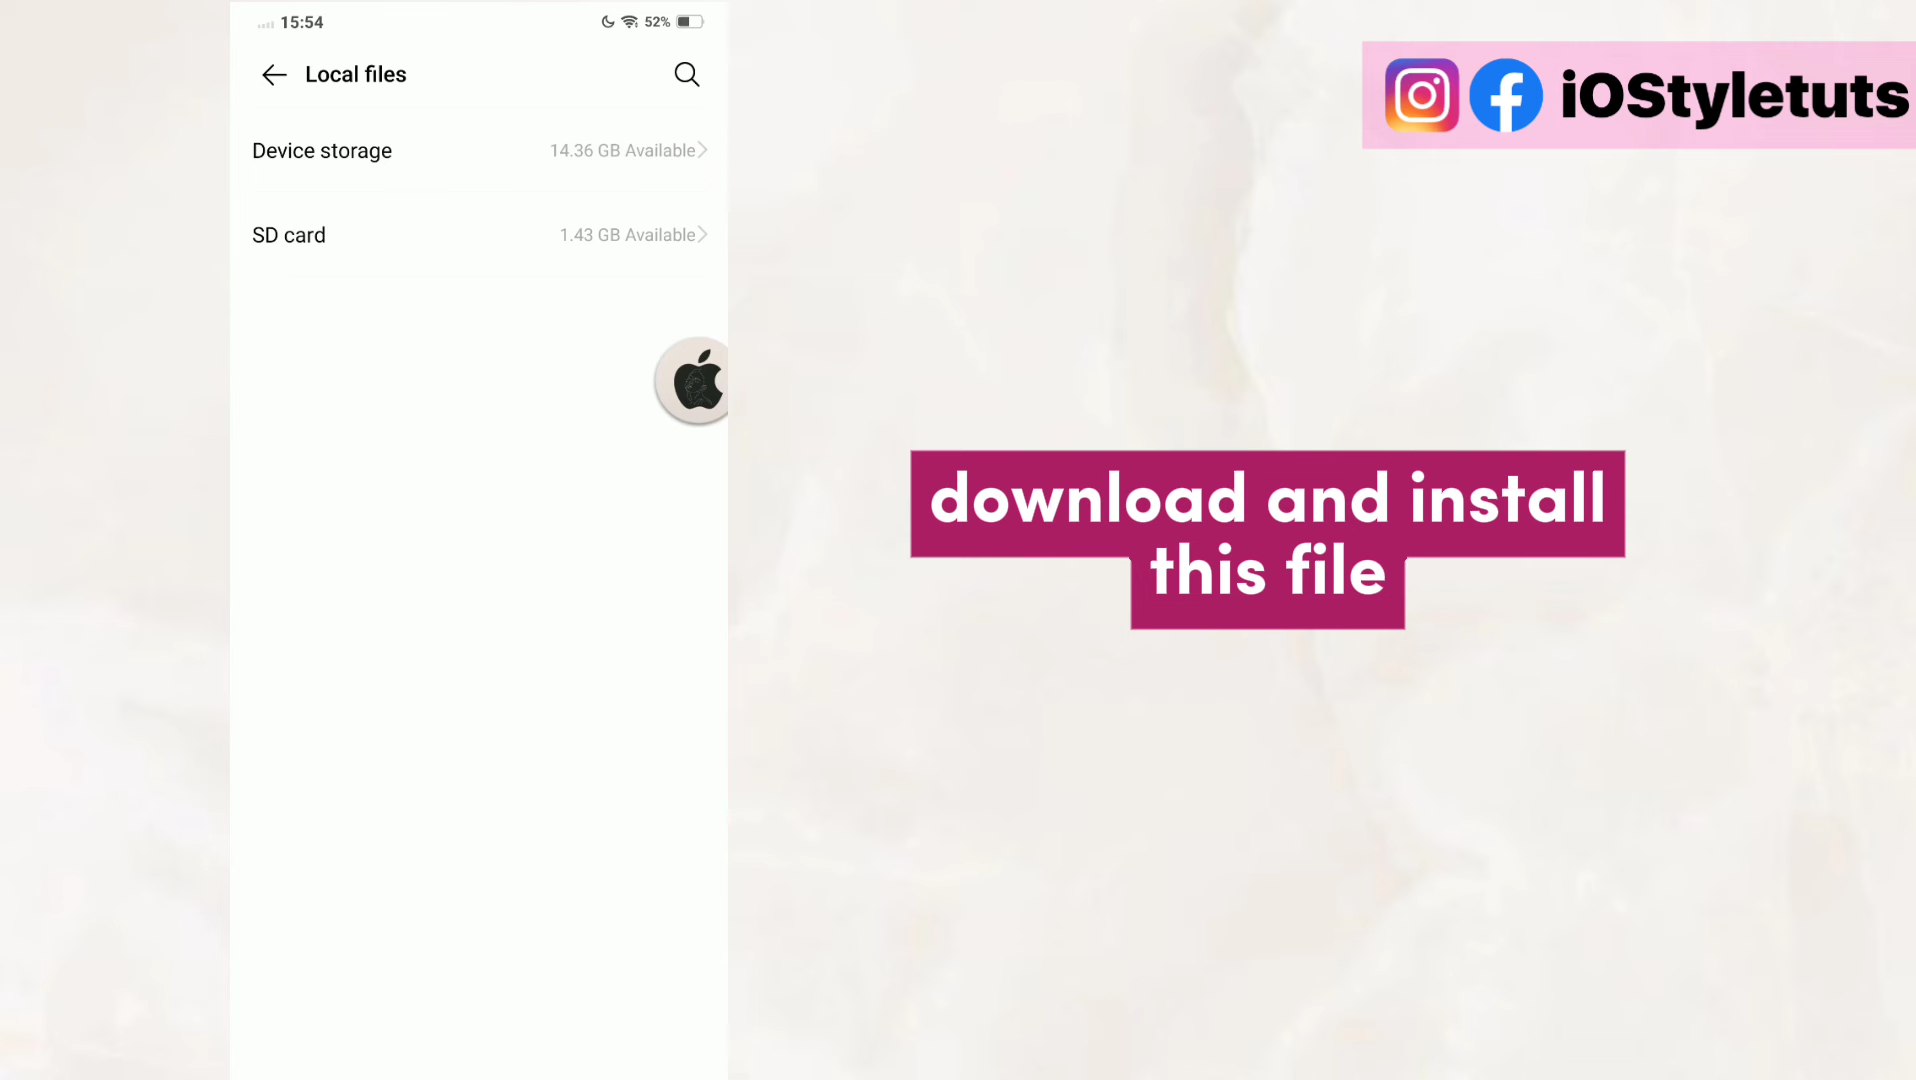 15:54
52%
Local files
Device storage 14.36 GB Available
SD card 1.43 GB Available
iOStyletuts
download and install
this file